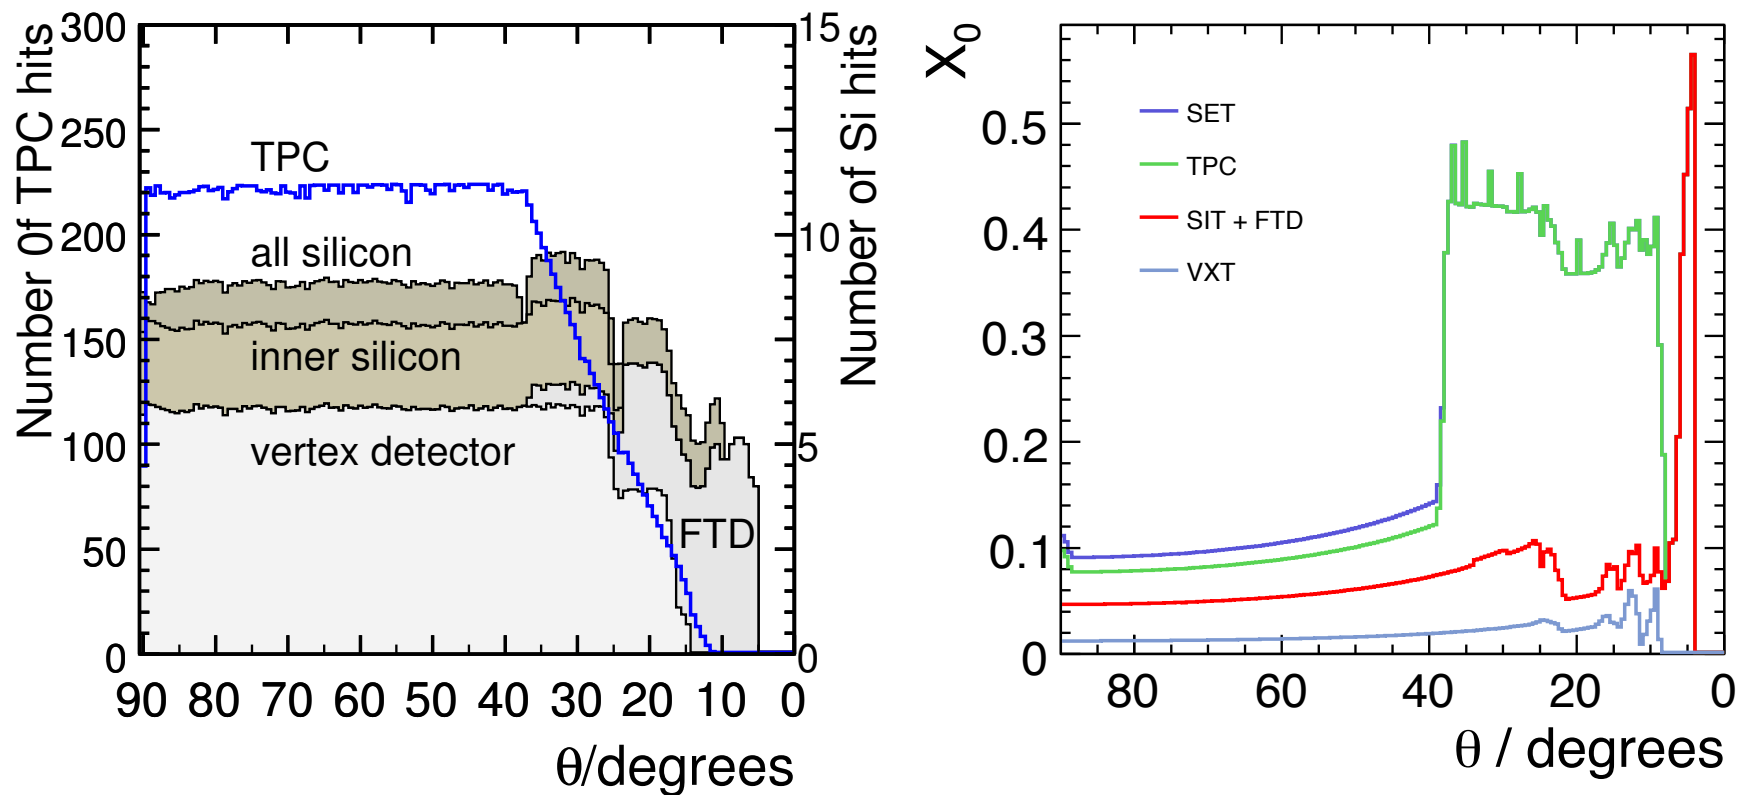 Number 0f TPC hits
300
250
200
150
100
50
0
TPC
all silicon
inner silicon
vertex detector
FTD
15
10
5
0
Number of Si hits
90 80 70 60 50 40 30 20 10 0
θ/degrees
X0
0.5
0.4
0.3
0.2
0.1
0
SET
TPC
SIT + FTD
VXT
80 60 40 20 0
θ / degrees